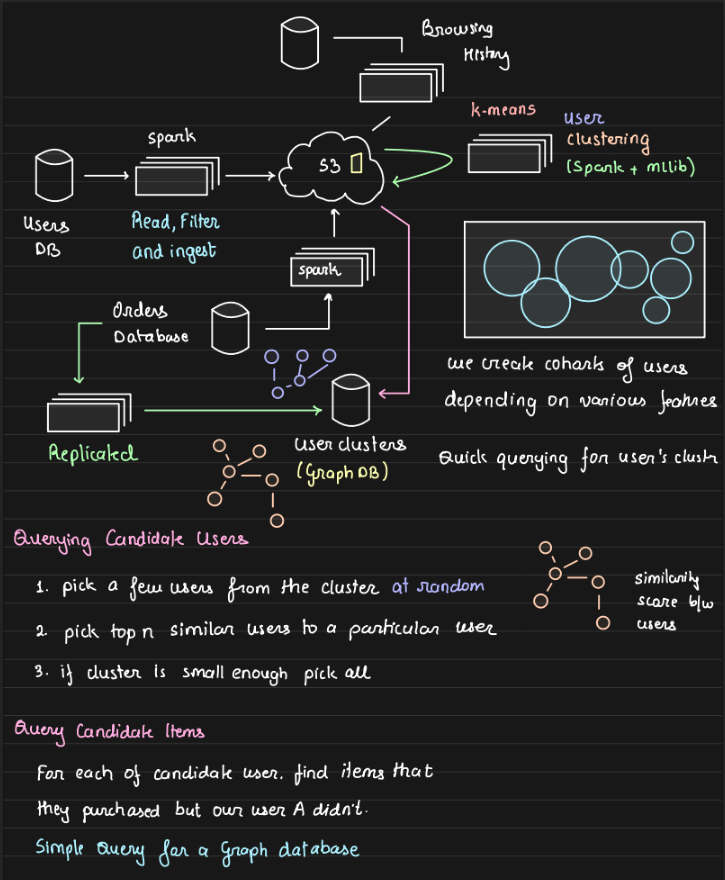 Browsing
History
k-means
user
clustering
(Spark + mllib)
spark
S3
Users
DB
Read, Filter
and ingest
spark
Orders
Database
we create cohorts of users
depending on various features
Replicated
user clusters
(Graph DB)
Quick querying for user's cluster
Querying Candidate Users
1. pick a few users from the cluster at random
2. pick top n similar users to a particular user
3. if cluster is small enough pick all
similarity
score b/w
users
Query Candidate Items
For each of candidate user. find items that
they purchased but our user A didn't.
Simple Query for a Graph database